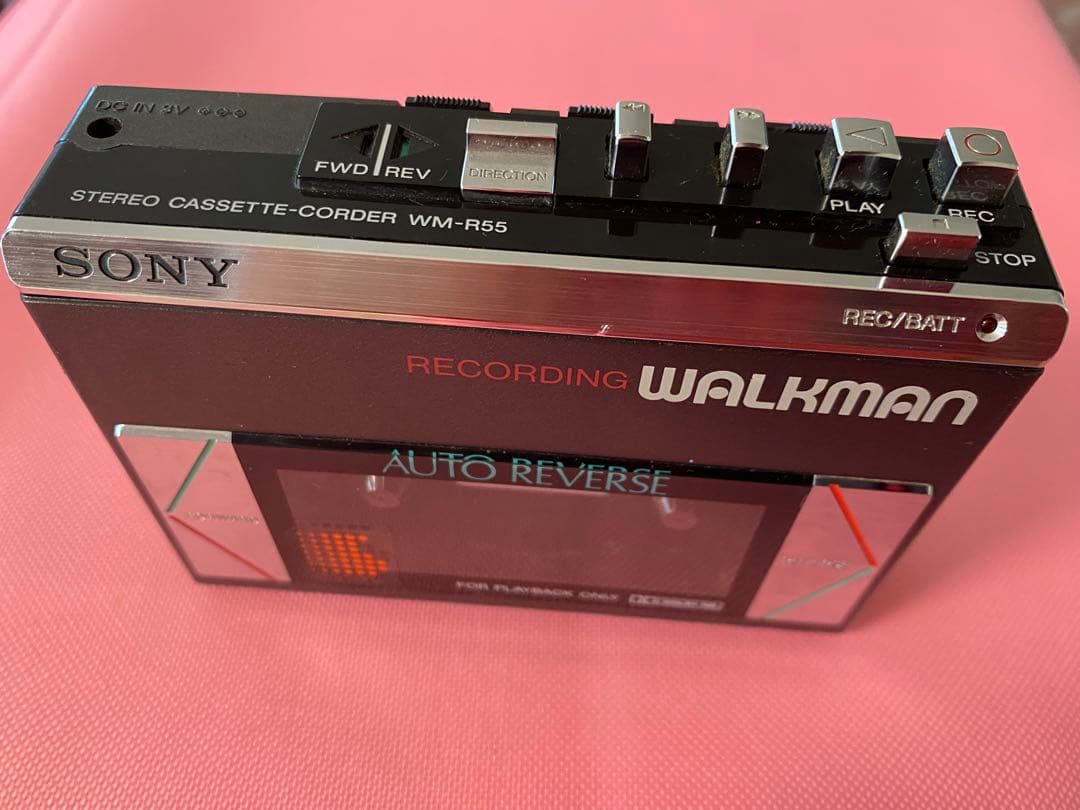 DC IN 3V
FWD REV
DIRECTION
PLAY
REC
STOP
STEREO CASSETTE-CORDER WM-R55
SONY
REC/BATT
RECORDING WALKMAN
AUTO REVERSE
FOR PLAYBACK ONLY